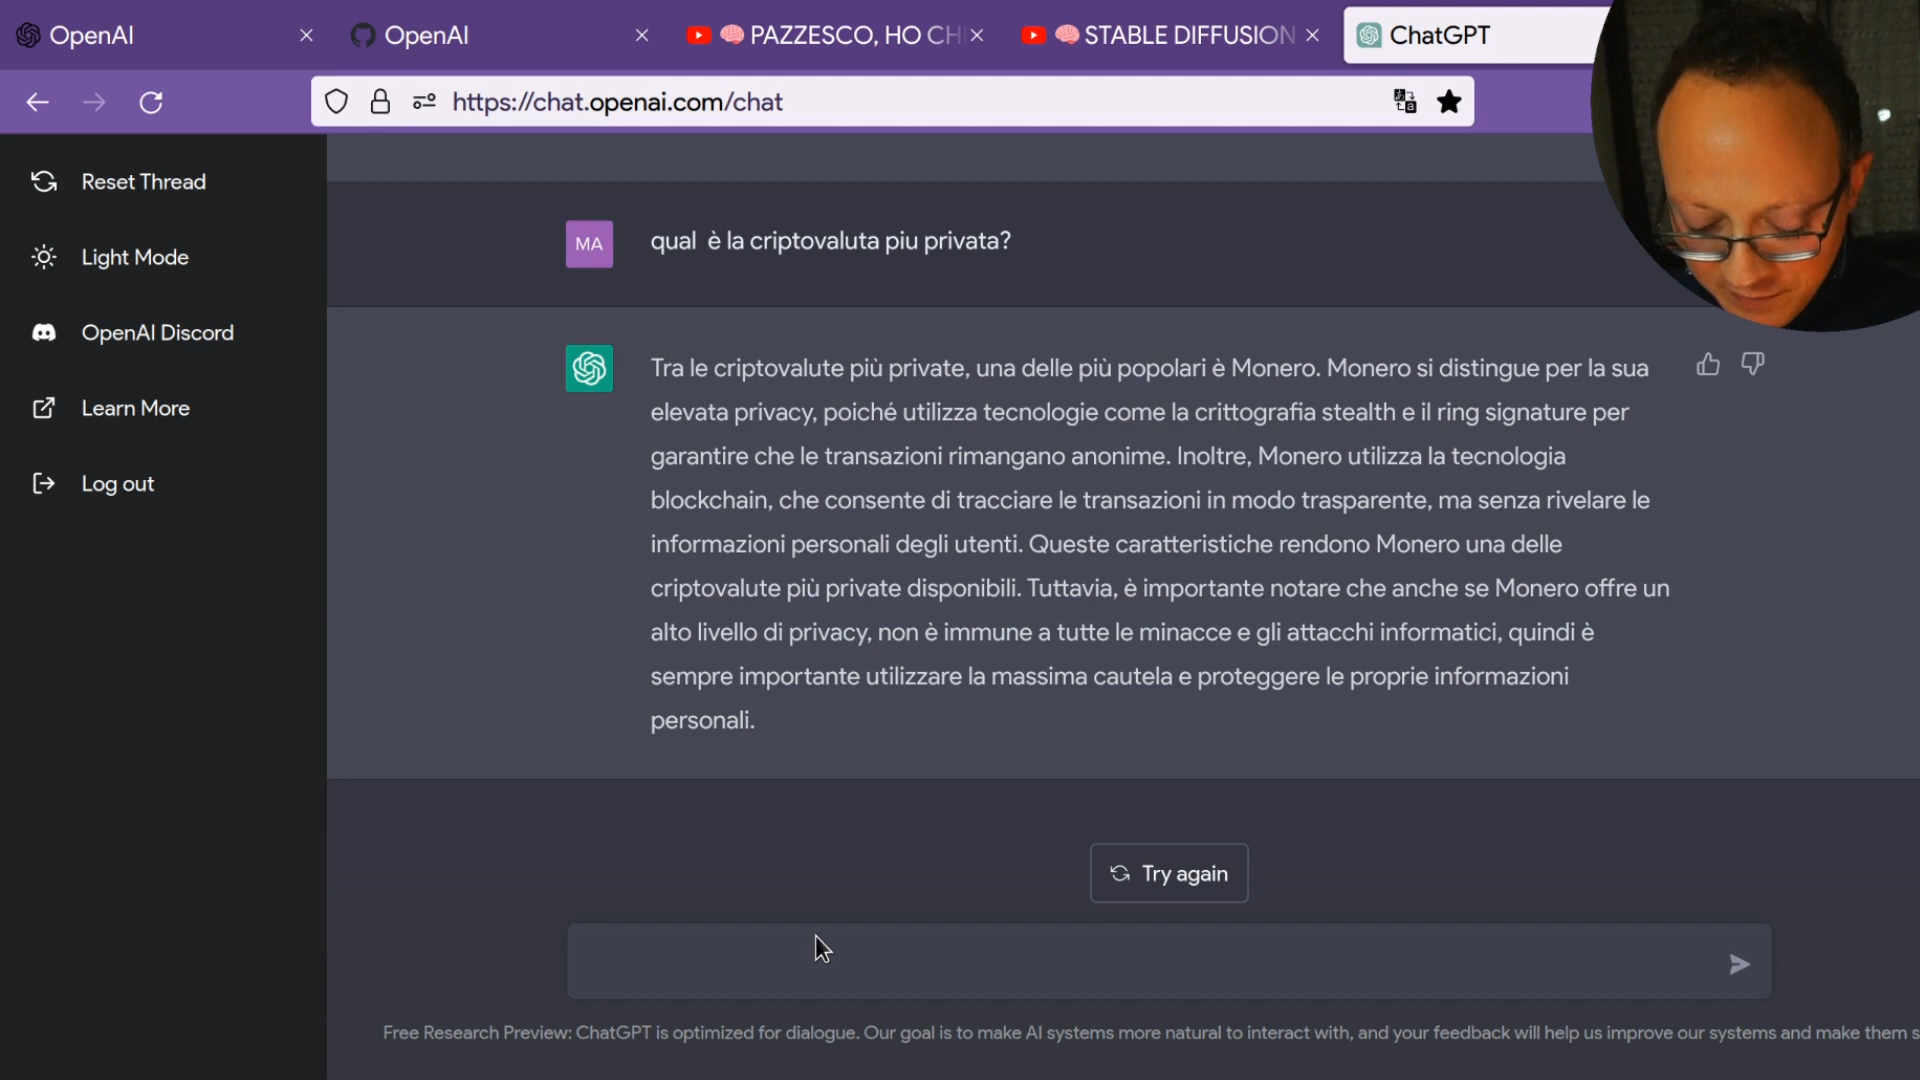 OpenAI
OpenAI
PAZZESCO, HO CH
STABLE DIFFUSION
ChatGPT
https://chat.openai.com/chat
Reset Thread
Light Mode
OpenAI Discord
Learn More
Log out
MA
qual  è la criptovaluta piu privata?
Tra le criptovalute più private, una delle più popolari è Monero. Monero si distingue per la sua
elevata privacy, poiché utilizza tecnologie come la crittografia stealth e il ring signature per
garantire che le transazioni rimangano anonime. Inoltre, Monero utilizza la tecnologia
blockchain, che consente di tracciare le transazioni in modo trasparente, ma senza rivelare le
informazioni personali degli utenti. Queste caratteristiche rendono Monero una delle
criptovalute più private disponibili. Tuttavia, è importante notare che anche se Monero offre un
alto livello di privacy, non è immune a tutte le minacce e gli attacchi informatici, quindi è
sempre importante utilizzare la massima cautela e proteggere le proprie informazioni
personali.
Try again
Free Research Preview: ChatGPT is optimized for dialogue. Our goal is to make AI systems more natural to interact with, and your feedback will help us improve our systems and make them s